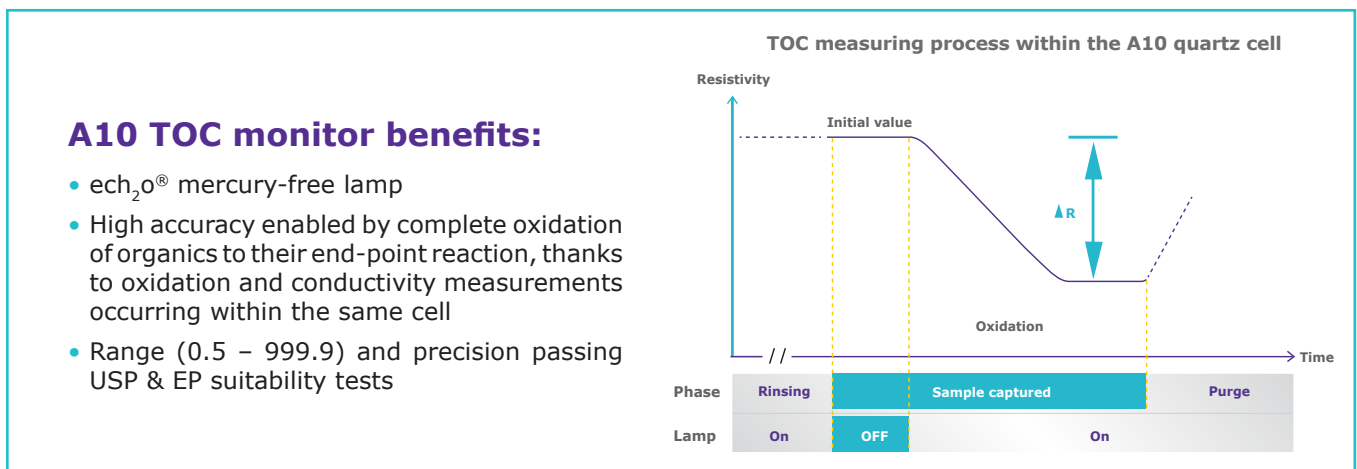 A10 TOC monitor benefits:
• ech₂o® mercury-free lamp
• High accuracy enabled by complete oxidation
of organics to their end-point reaction, thanks
to oxidation and conductivity measurements
occurring within the same cell
• Range (0.5 – 999.9) and precision passing
USP & EP suitability tests
TOC measuring process within the A10 quartz cell
Resistivity
Initial value
▲R
Oxidation
Time
Phase Rinsing Sample captured Purge
Lamp On OFF On